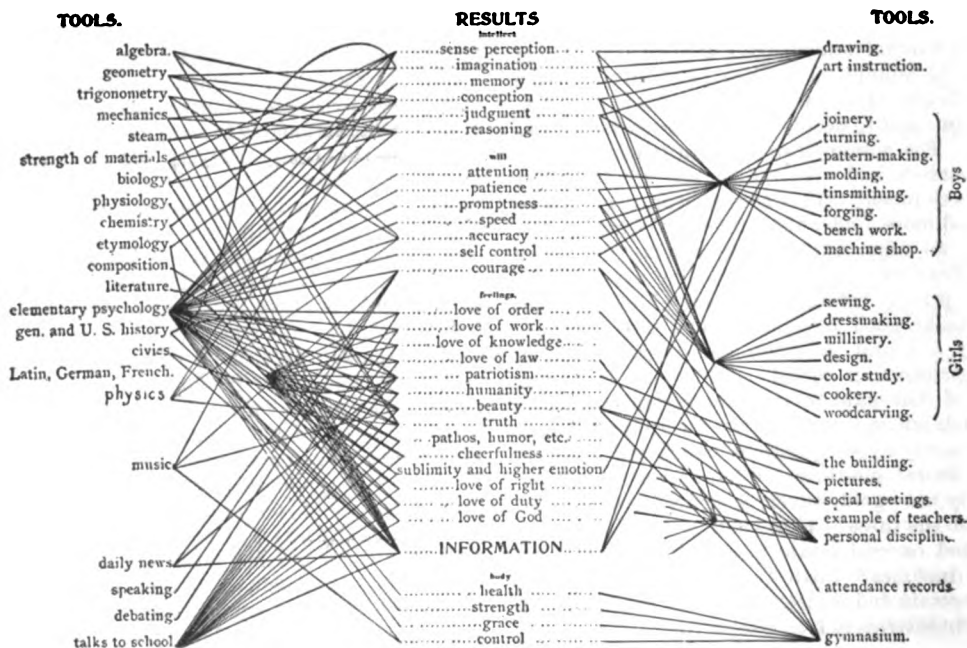 TOOLS.
algebra.
geometry
trigonometry
mechanics
steam
strength of materials
biology
physiology
chemistry
etymology
composition
literature
elementary psychology
gen. and U. S. history
civics
Latin, German, French.
physics
music
daily news
speaking
debating
talks to school
RESULTS
Intellect
sense perception
imagination
memory
conception
judgment
reasoning
will
attention
patience
promptness
speed
accuracy
self control
courage
feelings.
love of order
love of work
love of knowledge
love of law
patriotism
humanity
beauty
truth
pathos, humor, etc.
cheerfulness
sublimity and higher emotion
love of right
love of duty
love of God
INFORMATION
body
health
strength
grace
control
TOOLS.
drawing.
art instruction.
joinery.
turning.
pattern-making.
molding.
tinsmithing.
forging.
bench work.
machine shop.
Boys
sewing.
dressmaking.
millinery.
design.
color study.
cookery.
woodcarving.
Girls
the building.
pictures.
social meetings.
example of teachers.
personal disciplin
attendance records
gymnasium.